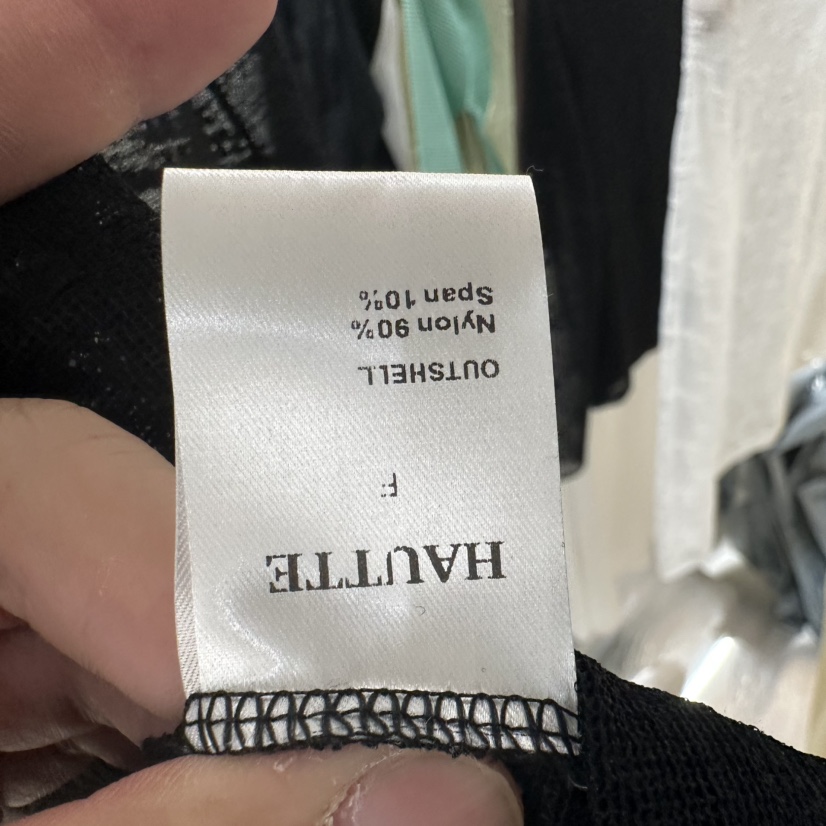 HAUTTE
F
OUTSHELL
Nylon 90%
Span 10%